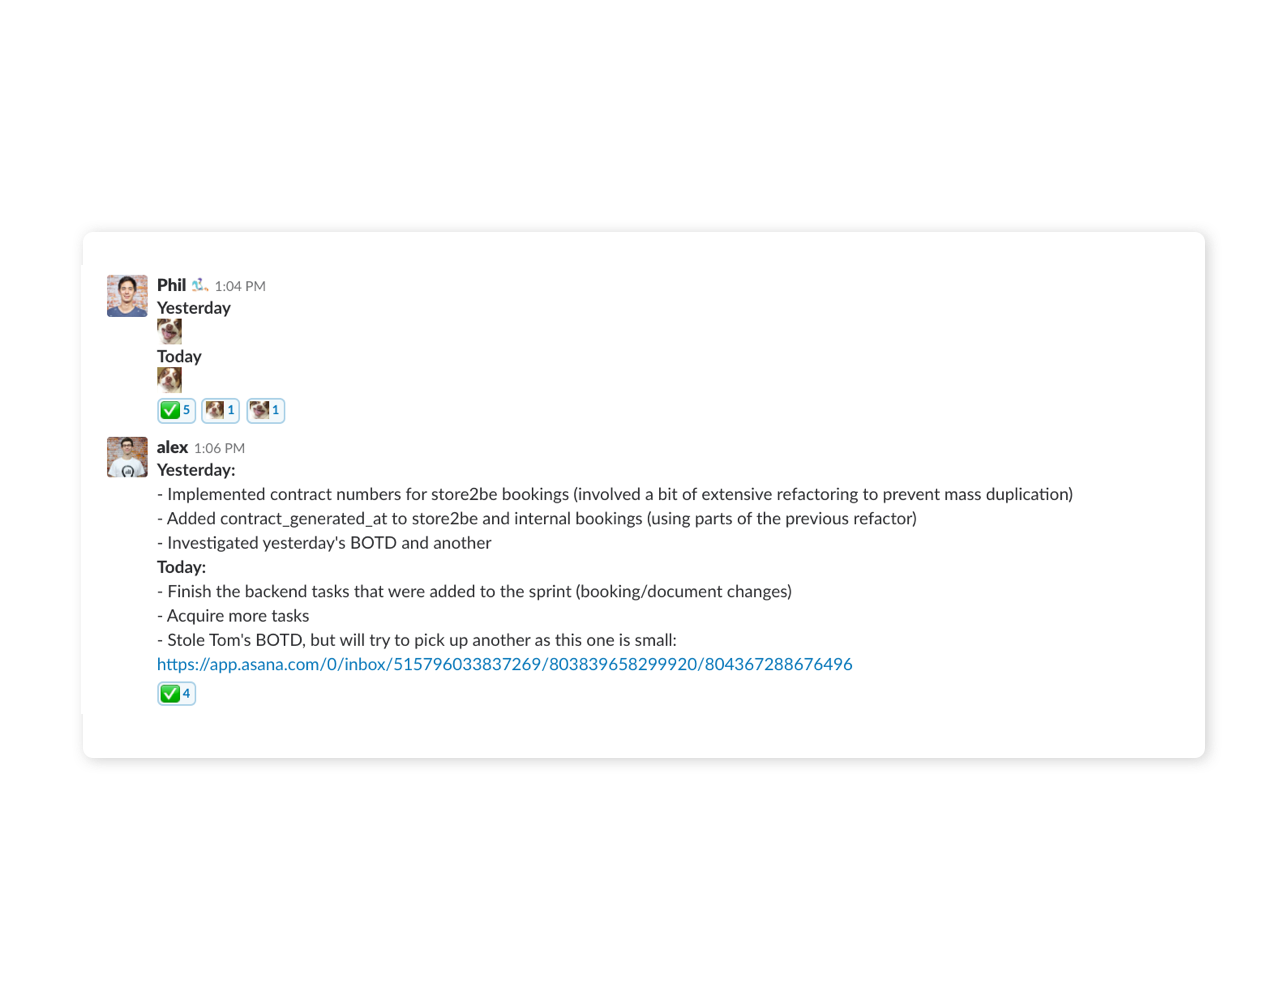 Phil 1:04 PM
Yesterday
Today
5 1 1
alex 1:06 PM
Yesterday:
- Implemented contract numbers for store2be bookings (involved a bit of extensive refactoring to prevent mass duplication)
- Added contract_generated_at to store2be and internal bookings (using parts of the previous refactor)
- Investigated yesterday's BOTD and another
Today:
- Finish the backend tasks that were added to the sprint (booking/document changes)
- Acquire more tasks
- Stole Tom's BOTD, but will try to pick up another as this one is small:
https://app.asana.com/0/inbox/515796033837269/803839658299920/804367288676496
4